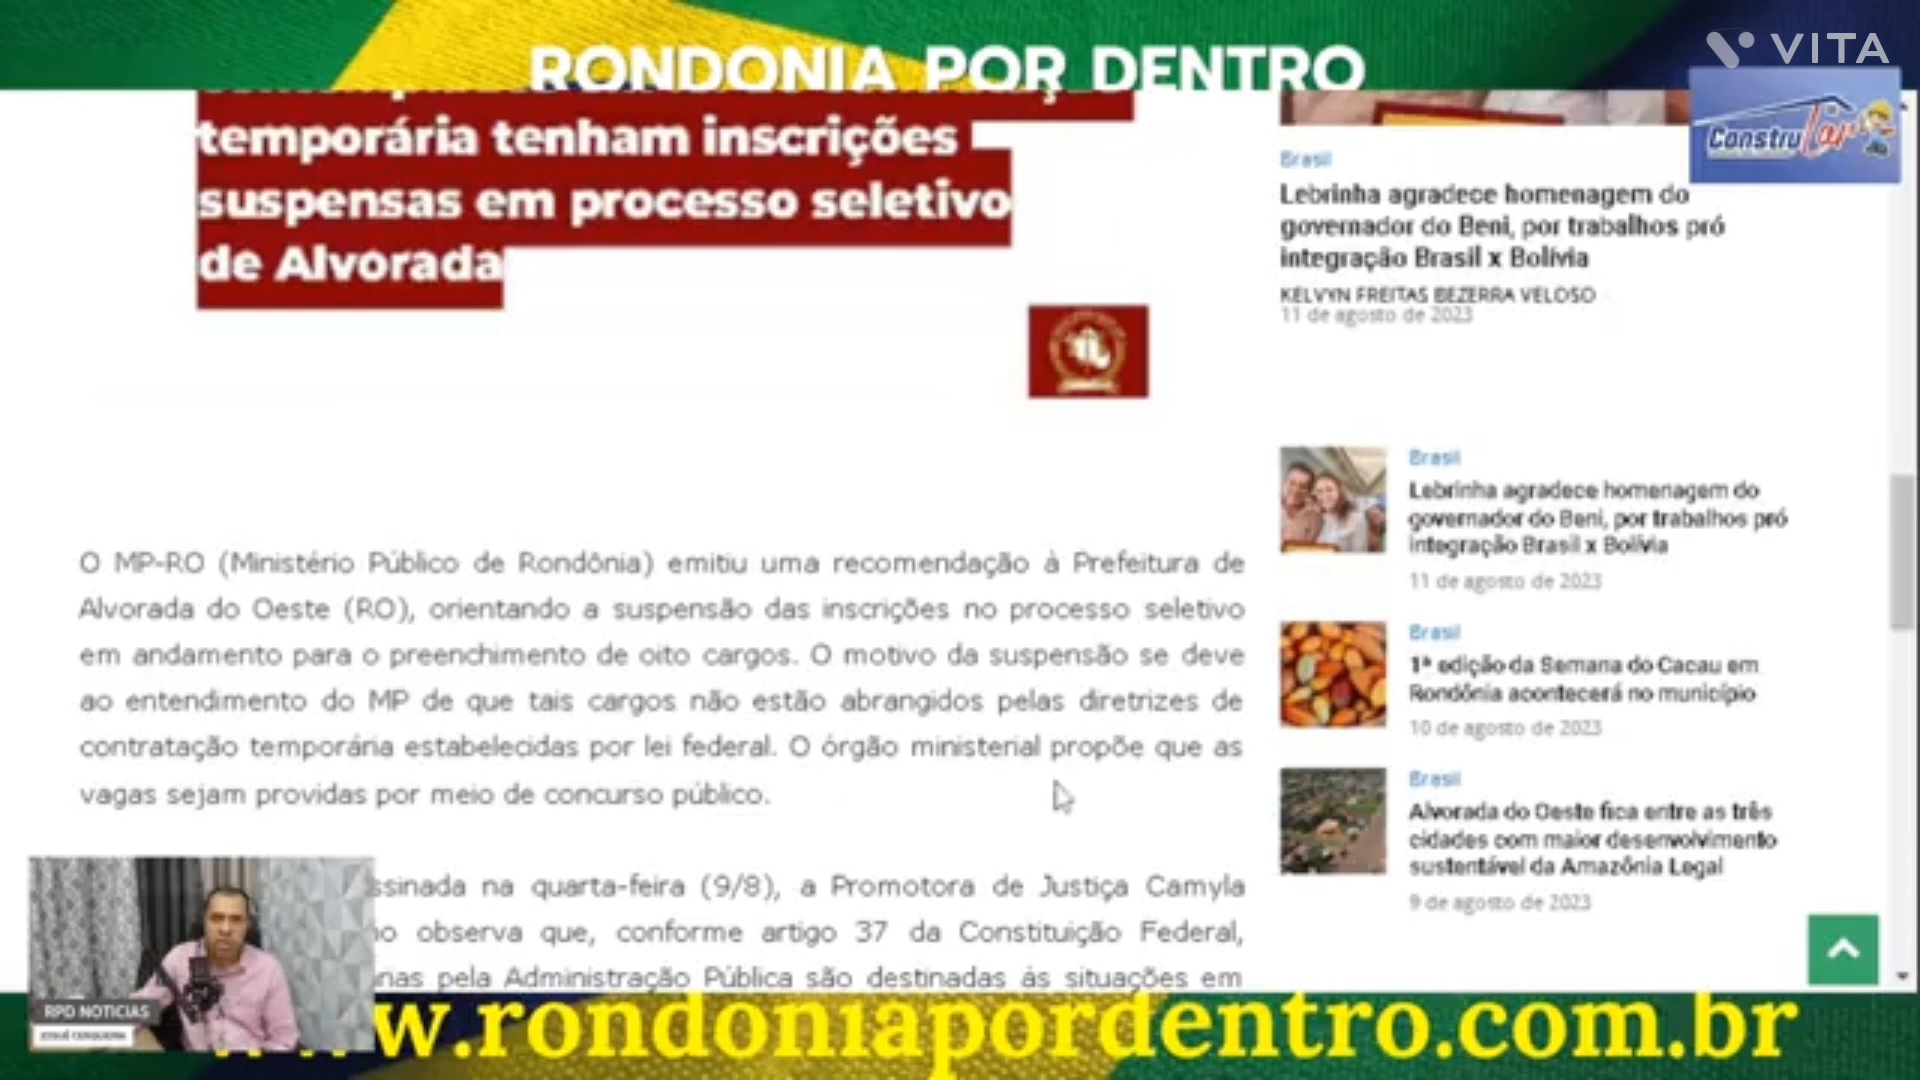 RONDONIA POR DENTRO
VITA
Constru Lar
temporária tenham inscrições
suspensas em processo seletivo
de Alvorada
Brasil
Lebrinha agradece homenagem do
governador do Beni, por trabalhos pró
integração Brasil x Bolívia
KELVYN FREITAS BEZERRA VELOSO
11 de agosto de 2023
O MP-RO (Ministério Público de Rondônia) emitiu uma recomendação à Prefeitura de
Alvorada do Oeste (RO), orientando a suspensão das inscrições no processo seletivo
em andamento para o preenchimento de oito cargos. O motivo da suspensão se deve
ao entendimento do MP de que tais cargos não estão abrangidos pelas diretrizes de
contratação temporária estabelecidas por lei federal. O órgão ministerial propõe que as
vagas sejam providas por meio de concurso público.
ssinada na quarta-feira (9/8), a Promotora de Justiça Camyla
no observa que, conforme artigo 37 da Constituição Federal,
nas pela Administração Pública são destinadas às situações em
Brasil
Lebrinha agradece homenagem do
governador do Beni, por trabalhos pró
integração Brasil x Bolívia
11 de agosto de 2023
Brasil
1ª edição da Semana do Cacau em
Rondônia acontecerá no município
10 de agosto de 2023
Brasil
Alvorada do Oeste fica entre as três
cidades com maior desenvolvimento
sustentável da Amazônia Legal
9 de agosto de 2023
RPD NOTICIAS
JOSUÉ CERQUEIRA
www.rondoniapordentro.com.br